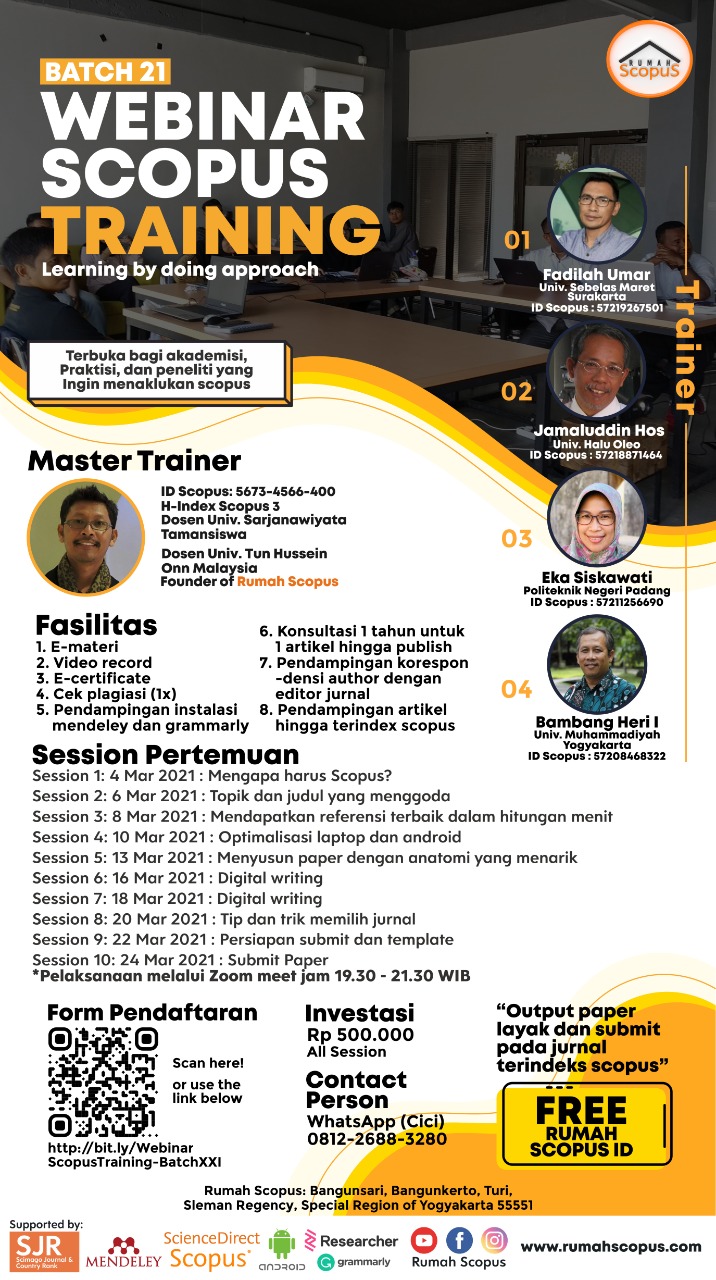 RUMAH
ScopuS
BATCH 21
WEBINAR
SCOPUS
TRAINING
Learning by doing approach
Terbuka bagi akademisi,
Praktisi, dan peneliti yang
Ingin menaklukan scopus
Trainer
01
Fadilah Umar
Univ. Sebelas Maret
Surakarta
ID Scopus : 57219267501
02
Jamaluddin Hos
Univ. Halu Oleo
ID Scopus : 57218871464
03
Eka Siskawati
Politeknik Negeri Padang
ID Scopus : 57211256690
04
Bambang Heri I
Univ. Muhammadiyah
Yogyakarta
ID Scopus : 57208468322
Master Trainer
ID Scopus: 5673-4566-400
H-Index Scopus 3
Dosen Univ. Sarjanawiyata
Tamansiswa
Dosen Univ. Tun Hussein
Onn Malaysia
Founder of Rumah Scopus
Fasilitas
1. E-materi
2. Video record
3. E-certificate
4. Cek plagiasi (1x)
5. Pendampingan instalasi
mendeley dan grammarly
6. Konsultasi 1 tahun untuk
1 artikel hingga publish
7. Pendampingan korespon
-densi author dengan
editor jurnal
8. Pendampingan artikel
hingga terindex scopus
Session Pertemuan
Session 1: 4 Mar 2021 : Mengapa harus Scopus?
Session 2: 6 Mar 2021 : Topik dan judul yang menggoda
Session 3: 8 Mar 2021 : Mendapatkan referensi terbaik dalam hitungan menit
Session 4: 10 Mar 2021 : Optimalisasi laptop dan android
Session 5: 13 Mar 2021 : Menyusun paper dengan anatomi yang menarik
Session 6: 16 Mar 2021 : Digital writing
Session 7: 18 Mar 2021 : Digital writing
Session 8: 20 Mar 2021 : Tip dan trik memilih jurnal
Session 9: 22 Mar 2021 : Persiapan submit dan template
Session 10: 24 Mar 2021 : Submit Paper
*Pelaksanaan melalui Zoom meet jam 19.30 - 21.30 WIB
Form Pendaftaran
Scan here!
or use the
link below
http://bit.ly/Webinar
ScopusTraining-BatchXXI
Investasi
Rp 500.000
All Session
Contact
Person
WhatsApp (Cici)
0812-2688-3280
“Output paper
layak dan submit
pada jurnal
terindeks scopus”
FREE
RUMAH
SCOPUS ID
Rumah Scopus: Bangunsari, Bangunkerto, Turi,
Sleman Regency, Special Region of Yogyakarta 55551
Supported by:
SJR
Scimago Journal &
Country Rank
MENDELEY
ScienceDirect
Scopus®
ANDROID
Researcher
grammarly
Rumah Scopus
www.rumahscopus.com